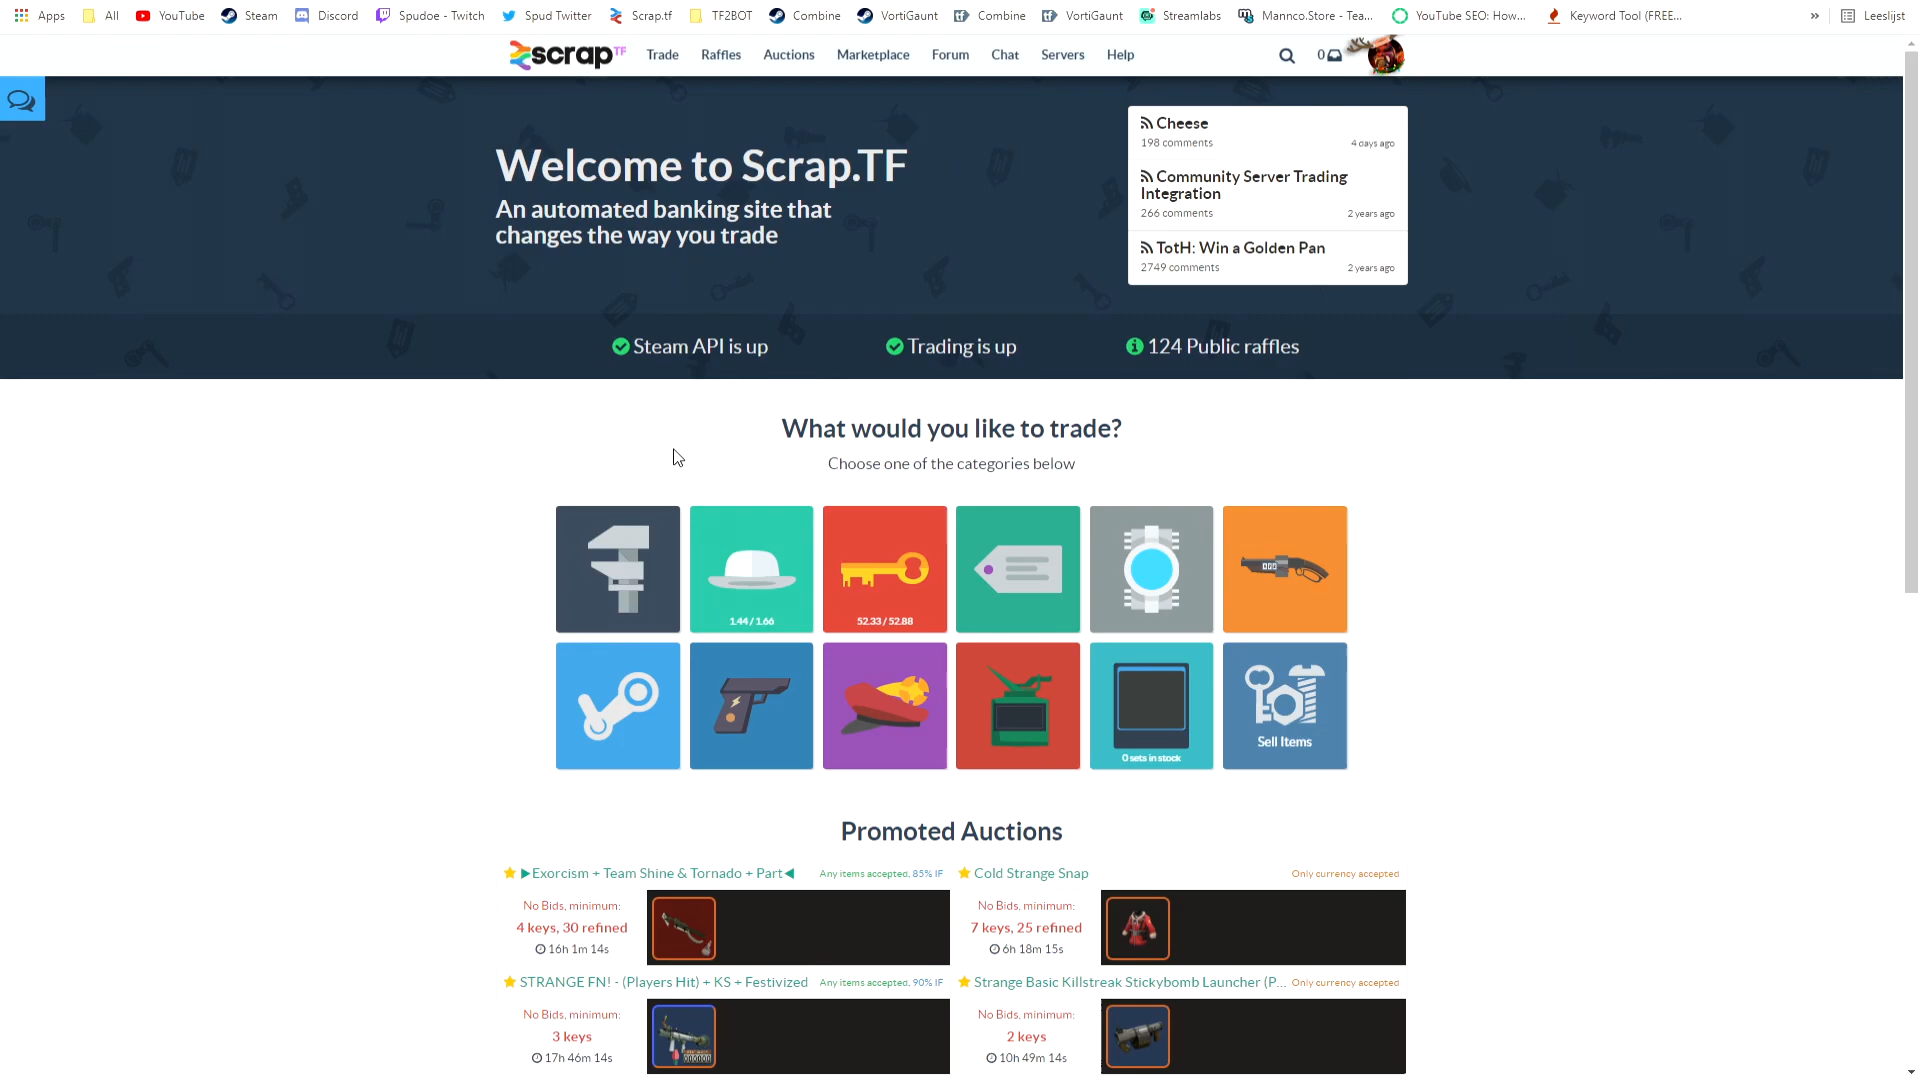 Apps All YouTube Steam Discord Spudoe - Twitch Spud Twitter Scrap.tf TF2BOT Combine VortiGaunt Combine VortiGaunt Streamlabs Mannco.Store - Tea... YouTube SEO: How... Keyword Tool (FREE... » Leeslijst
scrap TF Trade Raffles Auctions Marketplace Forum Chat Servers Help 0
Welcome to Scrap.TF
An automated banking site that
changes the way you trade
Cheese
198 comments 4 days ago
Community Server Trading
Integration
266 comments 2 years ago
TotH: Win a Golden Pan
2749 comments 2 years ago
Steam API is up Trading is up 124 Public raffles
What would you like to trade?
Choose one of the categories below
1.44 / 1.66 52.33 / 52.88
0 sets in stock Sell Items
Promoted Auctions
▶Exorcism + Team Shine & Tornado + Part◀ Any items accepted, 85% IF
No Bids, minimum:
4 keys, 30 refined
16h 1m 14s
Cold Strange Snap Only currency accepted
No Bids, minimum:
7 keys, 25 refined
6h 18m 15s
STRANGE FN! - (Players Hit) + KS + Festivized Any items accepted, 90% IF
No Bids, minimum:
3 keys
17h 46m 14s
Strange Basic Killstreak Stickybomb Launcher (P... Only currency accepted
No Bids, minimum:
2 keys
10h 49m 14s